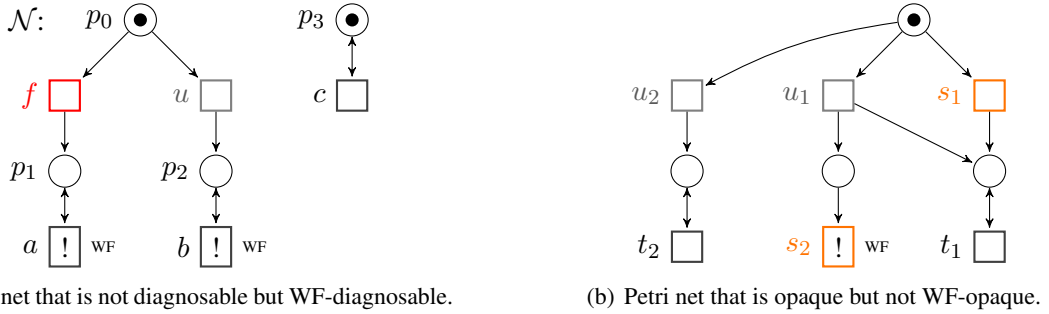 𝒩: p₀ p₃
f u c
p₁ p₂
a ! WF b ! WF
net that is not diagnosable but WF-diagnosable.
u₂ u₁ s₁
t₂ s₂ ! WF t₁
(b) Petri net that is opaque but not WF-opaque.